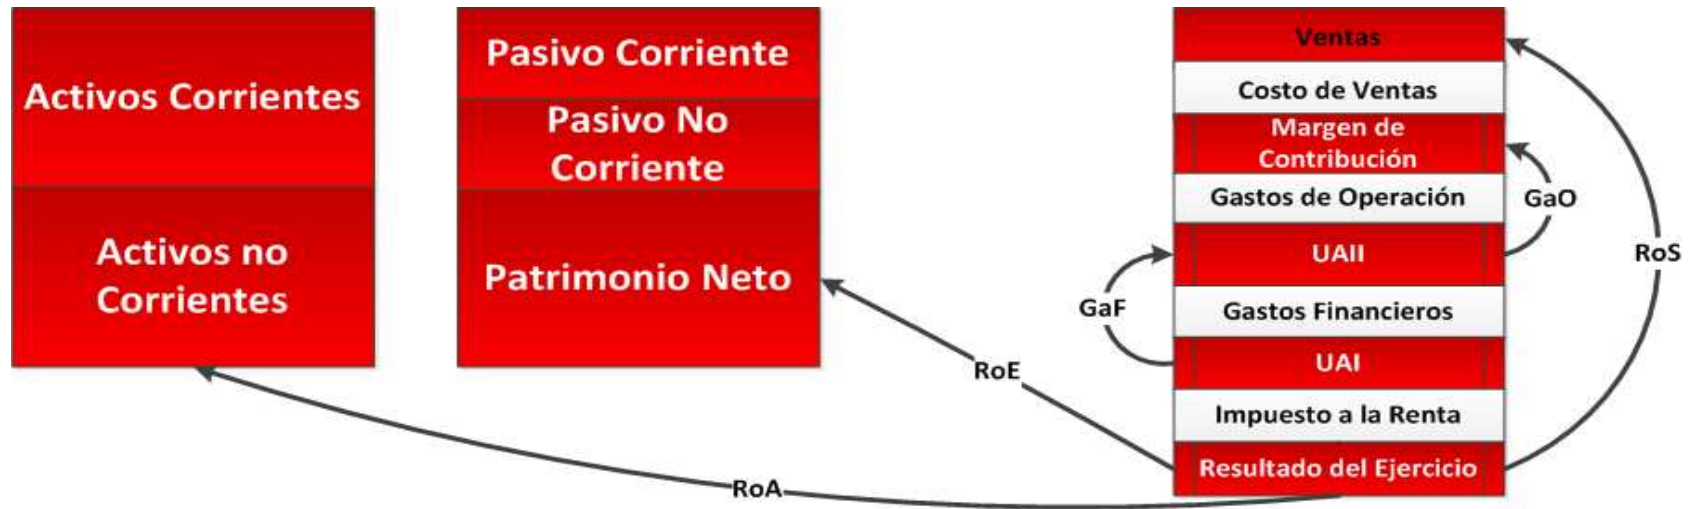 Activos Corrientes
Activos no
Corrientes
Pasivo Corriente
Pasivo No
Corriente
Patrimonio Neto
Ventas
Costo de Ventas
Margen de
Contribución
Gastos de Operación
UAII
Gastos Financieros
UAI
Impuesto a la Renta
Resultado del Ejercicio
GaO
RoS
GaF
RoE
RoA